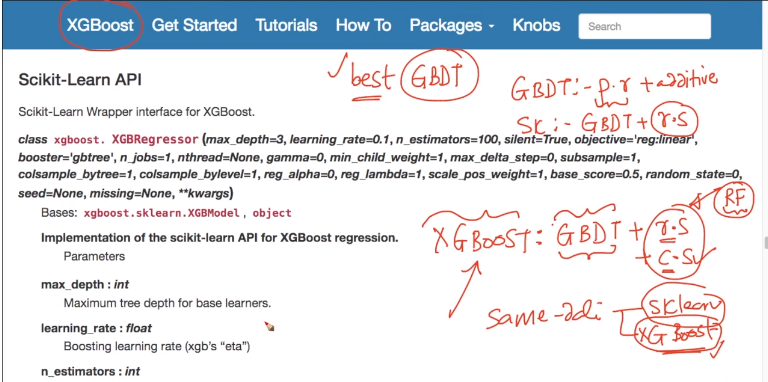 XGBoost Get Started Tutorials How To Packages Knobs Search
Scikit-Learn API
best GBDT
GBDT:- p.r + additive
Scikit-Learn Wrapper interface for XGBoost.
SK:- GBDT + r.S
class xgboost. XGBRegressor (max_depth=3, learning_rate=0.1, n_estimators=100, silent=True, objective='reg:linear',
booster='gbtree', n_jobs=1, nthread=None, gamma=0, min_child_weight=1, max_delta_step=0, subsample=1,
colsample_bytree=1, colsample_bylevel=1, reg_alpha=0, reg_lambda=1, scale_pos_weight=1, base_score=0.5, random_state=0,
seed=None, missing=None, **kwargs)
RF
Bases: xgboost.sklearn.XGBModel, object
XGBOOST: GBDT + r.S
+ C.S
Implementation of the scikit-learn API for XGBoost regression.
Parameters
max_depth : int
Maximum tree depth for base learners.
same - sklearn
XGBoost
learning_rate : float
Boosting learning rate (xgb's "eta")
n_estimators : int